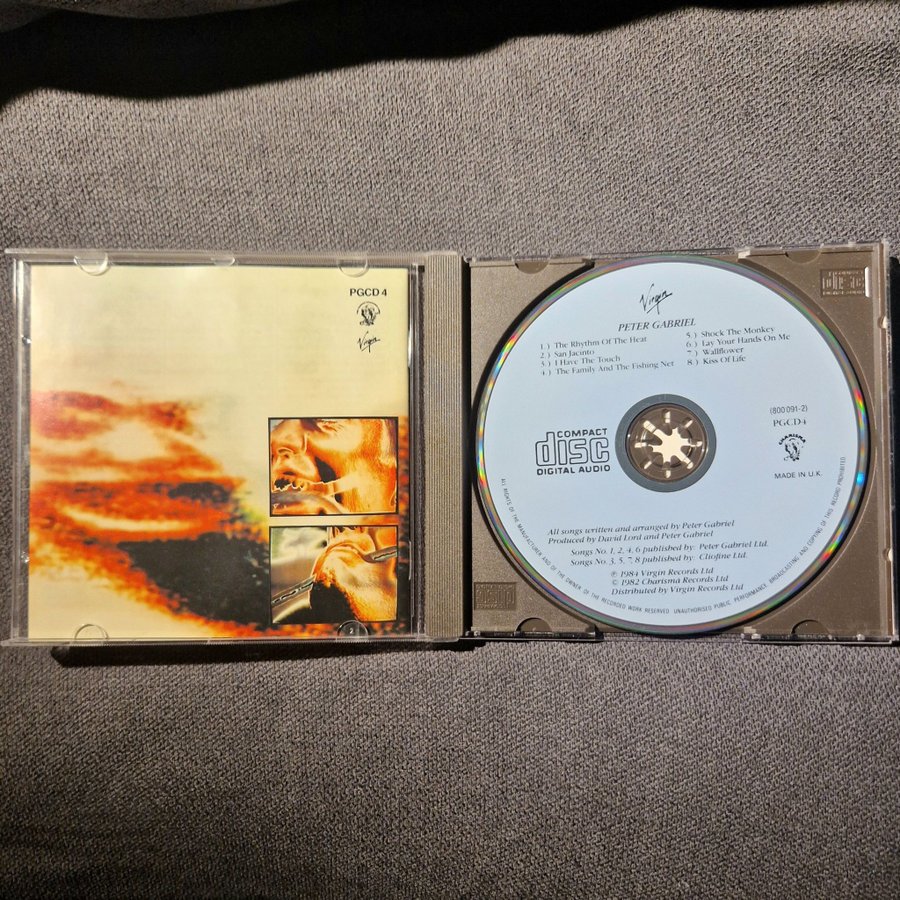 PGCD 4
Virgin
2
Virgin
PETER GABRIEL
1.) The Rhythm Of The Heat
2.) San Jacinto
3.) I Have The Touch
4.) The Family And The Fishing Net
5.) Shock The Monkey
6.) Lay Your Hands On Me
7.) Wallflower
8.) Kiss Of Life
COMPACT
disc
DIGITAL AUDIO
(800 091-2)
PGCD4
CHARISMA
MADE IN U.K.
All songs written and arranged by Peter Gabriel
Produced by David Lord and Peter Gabriel
Songs No. 1, 2, 4, 6 published by: Peter Gabriel Ltd.
Songs No. 3, 5, 7, 8 published by: Cliofine Ltd.
℗ 1984 Virgin Records Ltd
© 1982 Charisma Records Ltd
Distributed by Virgin Records Ltd
ALL RIGHTS OF THE MANUFACTURER AND OF THE OWNER OF THE RECORDED WORK RESERVED UNAUTHORISED PUBLIC PERFORMANCE, BROADCASTING AND COPYING OF THIS RECORD PROHIBITED
COMPACT
disc
DIGITAL AUDIO